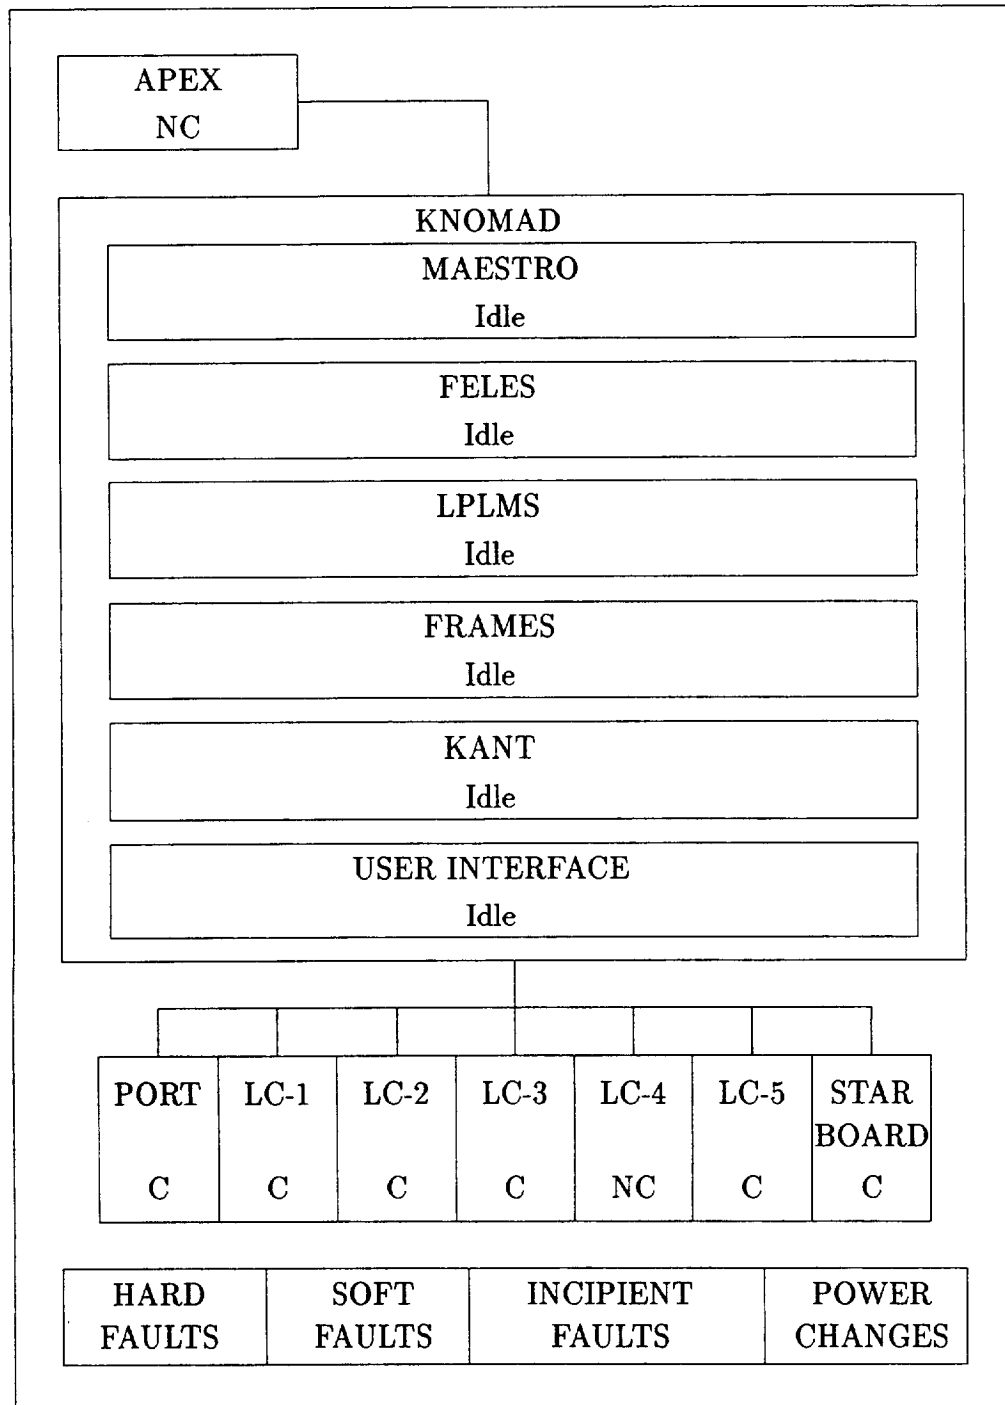 APEX
NC
KNOMAD
MAESTRO
Idle
FELES
Idle
LPLMS
Idle
FRAMES
Idle
KANT
Idle
USER INTERFACE
Idle
PORT LC-1 LC-2 LC-3 LC-4 LC-5 STAR
BOARD
C C C C NC C C
HARD SOFT INCIPIENT POWER
FAULTS FAULTS FAULTS CHANGES